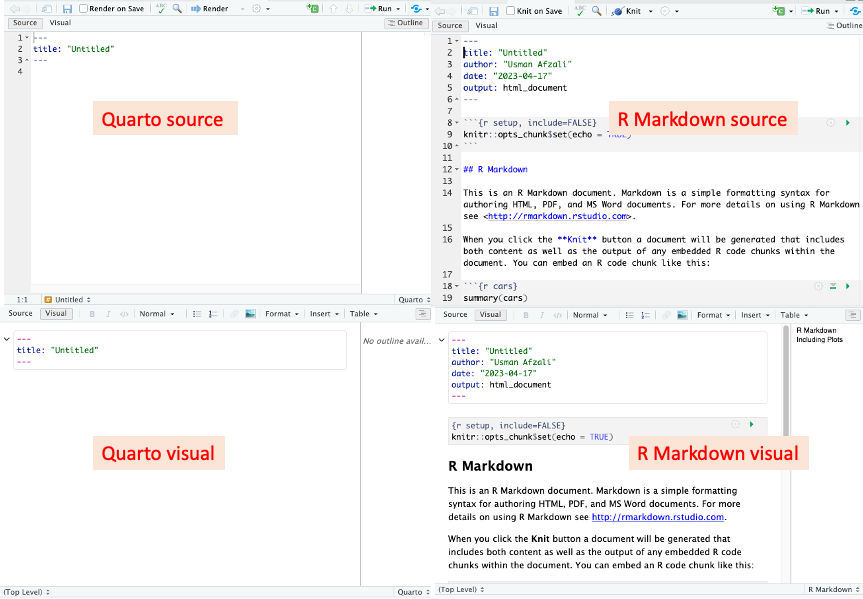 Render on Save
ABC
Render
Run
Source
Visual
Outline
1 ---
2 title: "Untitled"
3 ---
4
Quarto source
1:1
Untitled
Quarto
Knit on Save
ABC
Knit
Run
Source
Visual
Outline
1 ---
2 title: "Untitled"
3 author: "Usman Afzali"
4 date: "2023-04-17"
5 output: html_document
6 ---
7
8 ```{r setup, include=FALSE}
9 knitr::opts_chunk$set(echo = TRUE)
10 ```
11
12 ## R Markdown
13
14 This is an R Markdown document. Markdown is a simple formatting syntax for
authoring HTML, PDF, and MS Word documents. For more details on using R Markdown
see <http://rmarkdown.rstudio.com>.
15
16 When you click the **Knit** button a document will be generated that includes
both content as well as the output of any embedded R code chunks within the
document. You can embed an R code chunk like this:
17
18 ```{r cars}
19 summary(cars)
R Markdown source
Source
Visual
B
I
</>
Normal
Format
Insert
Table
---
title: "Untitled"
---
No outline avail...
Quarto visual
(Top Level)
Quarto
Source
Visual
B
I
</>
Normal
Format
Insert
Table
---
title: "Untitled"
author: "Usman Afzali"
date: "2023-04-17"
output: html_document
---
{r setup, include=FALSE}
knitr::opts_chunk$set(echo = TRUE)
R Markdown visual
R Markdown
This is an R Markdown document. Markdown is a simple formatting
syntax for authoring HTML, PDF, and MS Word documents. For more
details on using R Markdown see http://rmarkdown.rstudio.com.
When you click the Knit button a document will be generated that
includes both content as well as the output of any embedded R code
chunks within the document. You can embed an R code chunk like this:
R Markdown
Including Plots
(Top Level)
R Markdown